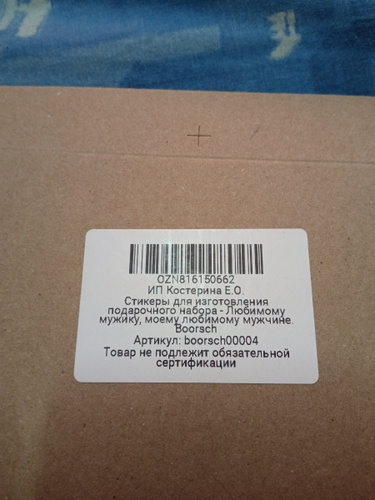 OZN816150662
ИП Костерина Е.О.
Стикеры для изготовления
подарочного набора - Любимому
мужику, моему любимому мужчине.
Boorsch
Артикул: boorsch00004
Товар не подлежит обязательной
сертификации